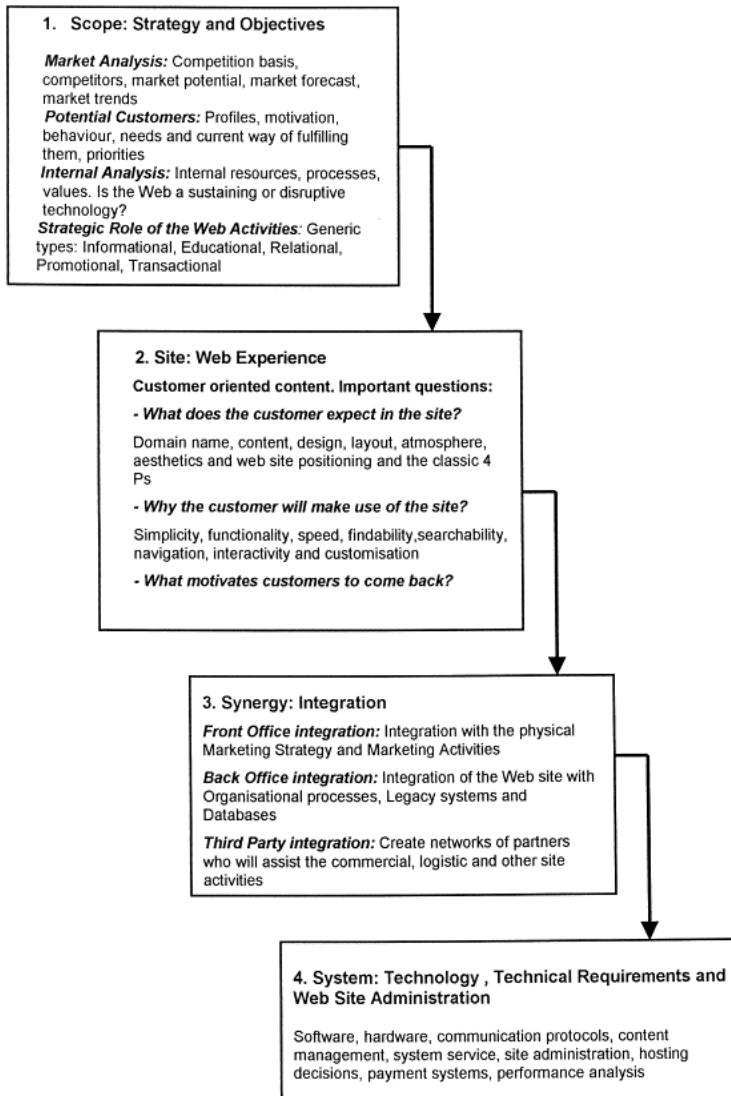 1. Scope: Strategy and Objectives
Market Analysis: Competition basis,
competitors, market potential, market forecast,
market trends
Potential Customers: Profiles, motivation,
behaviour, needs and current way of fulfilling
them, priorities
Internal Analysis: Internal resources, processes,
values. Is the Web a sustaining or disruptive
technology?
Strategic Role of the Web Activities: Generic
types: Informational, Educational, Relational,
Promotional, Transactional
2. Site: Web Experience
Customer oriented content. Important questions:
- What does the customer expect in the site?
Domain name, content, design, layout, atmosphere,
aesthetics and web site positioning and the classic 4
Ps
- Why the customer will make use of the site?
Simplicity, functionality, speed, findability,searchability,
navigation, interactivity and customisation
- What motivates customers to come back?
3. Synergy: Integration
Front Office integration: Integration with the physical
Marketing Strategy and Marketing Activities
Back Office integration: Integration of the Web site with
Organisational processes, Legacy systems and
Databases
Third Party integration: Create networks of partners
who will assist the commercial, logistic and other site
activities
4. System: Technology , Technical Requirements and
Web Site Administration
Software, hardware, communication protocols, content
management, system service, site administration, hosting
decisions, payment systems, performance analysis